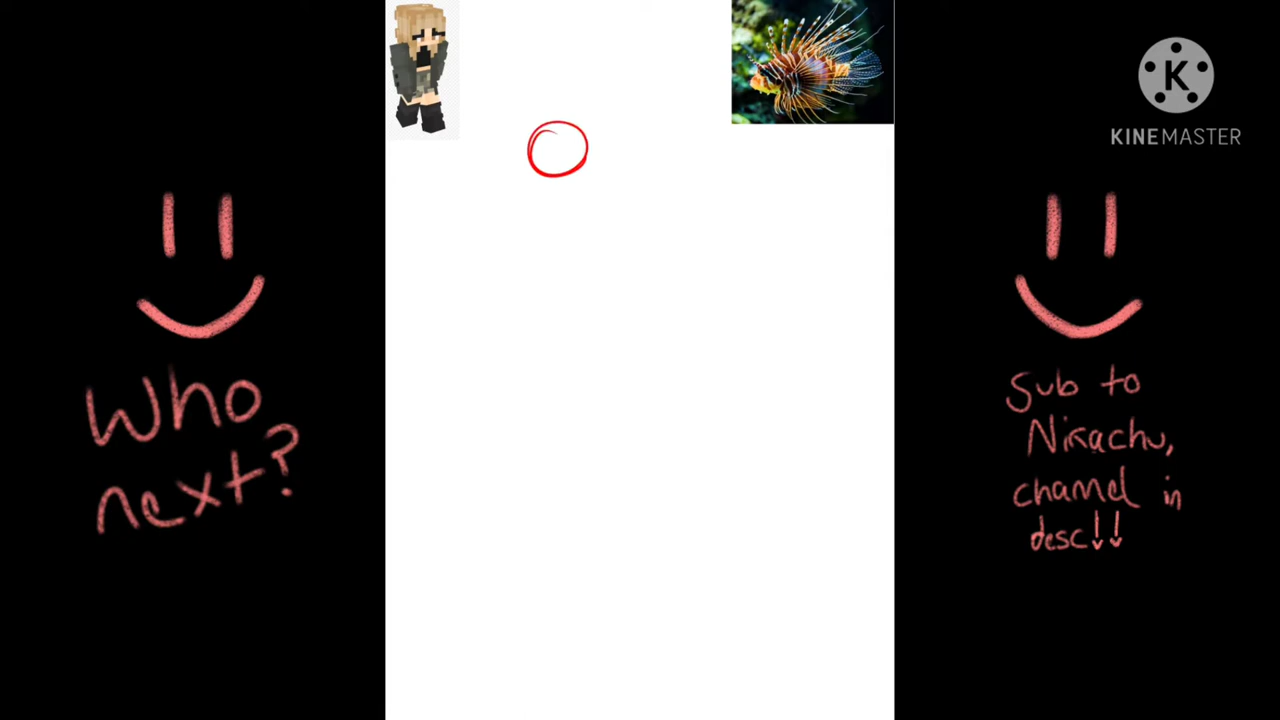 KINEMASTER
Who
next?
Sub to
Nikachu,
channel in
desc!!